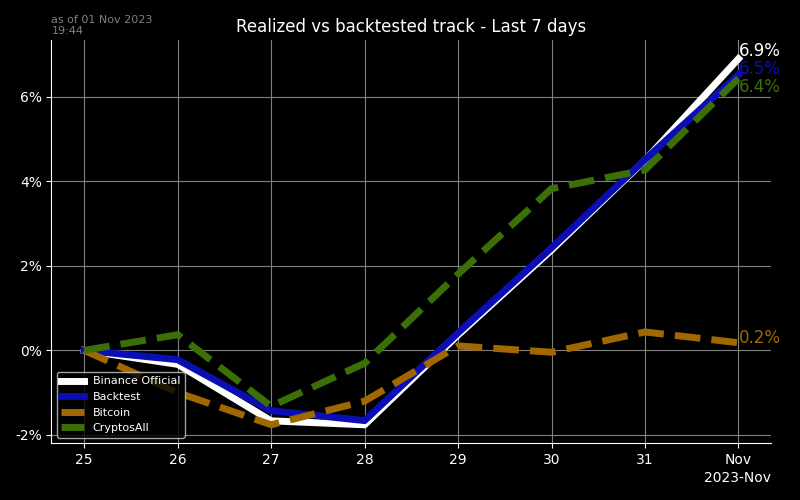 as of 01 Nov 2023
19:44
Realized vs backtested track - Last 7 days
6.9%
6.5%
6.4%
6%
4%
2%
0.2%
0%
Binance Official
Backtest
Bitcoin
CryptosAll
-2%
25 26 27 28 29 30 31 Nov
2023-Nov